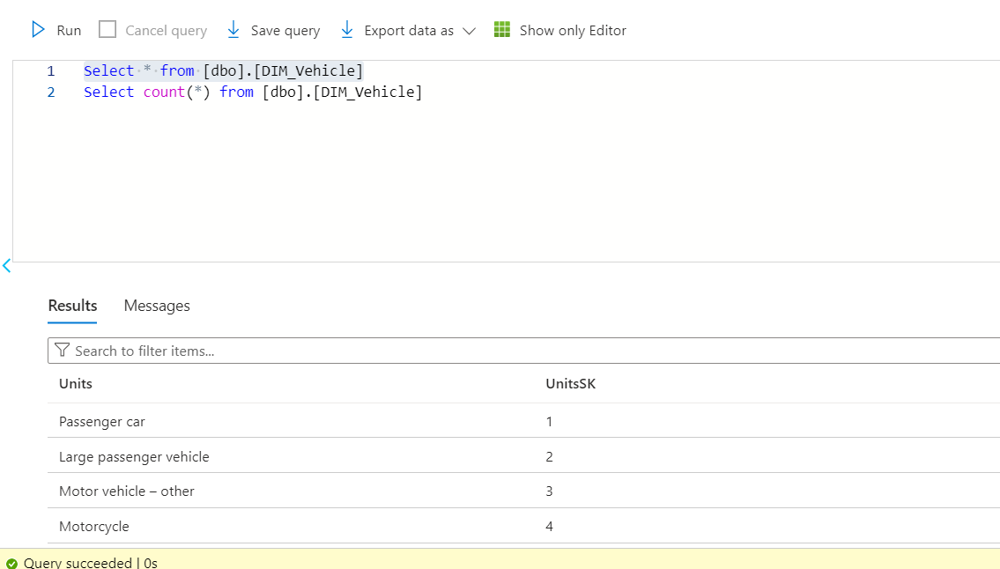 Run Cancel query Save query Export data as Show only Editor
1 Select * from [dbo].[DIM_Vehicle]
2 Select count(*) from [dbo].[DIM_Vehicle]
Results Messages
Search to filter items...
Units UnitsSK
Passenger car 1
Large passenger vehicle 2
Motor vehicle – other 3
Motorcycle 4
Query succeeded | 0s